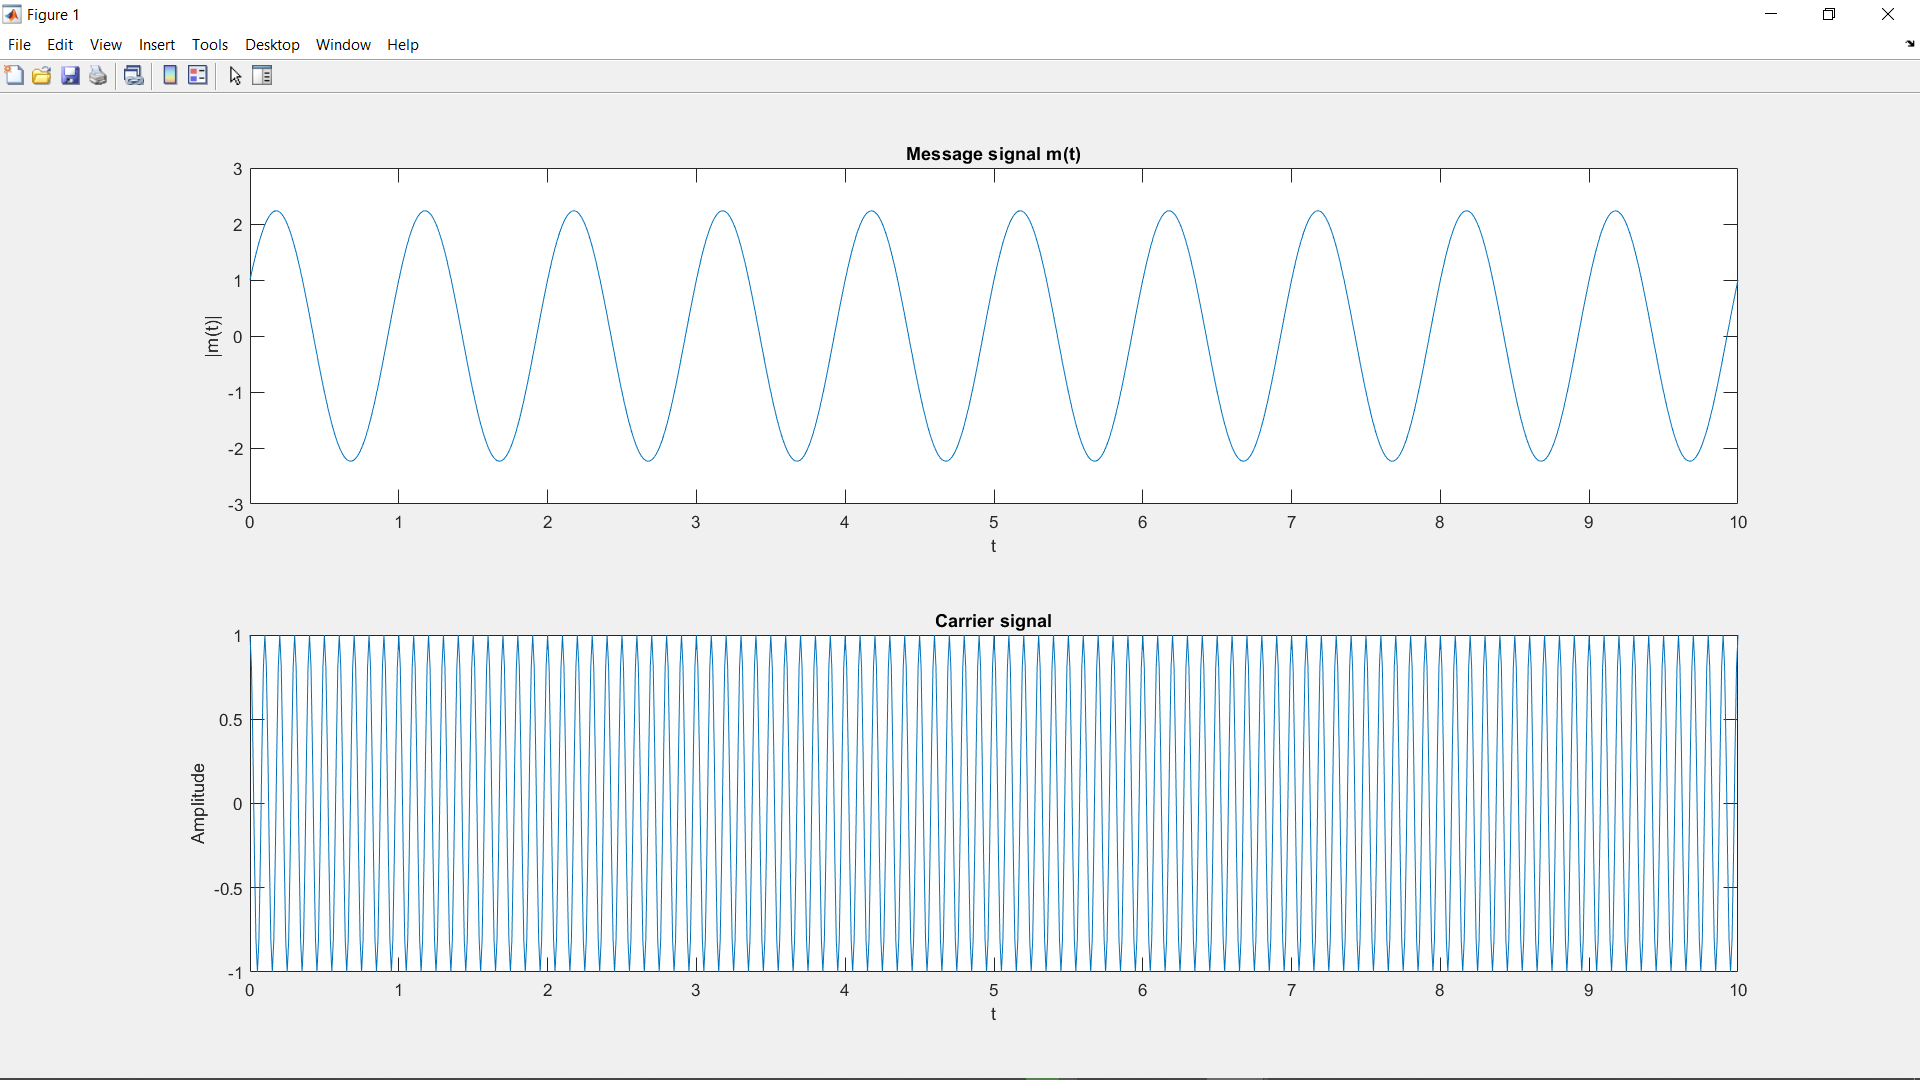 Figure 1
File Edit View Insert Tools Desktop Window Help
Message signal m(t)
3
2
1
0
-1
-2
-3
|m(t)|
0 1 2 3 4 5 6 7 8 9 10
t
Carrier signal
1
0.5
0
-0.5
-1
Amplitude
0 1 2 3 4 5 6 7 8 9 10
t